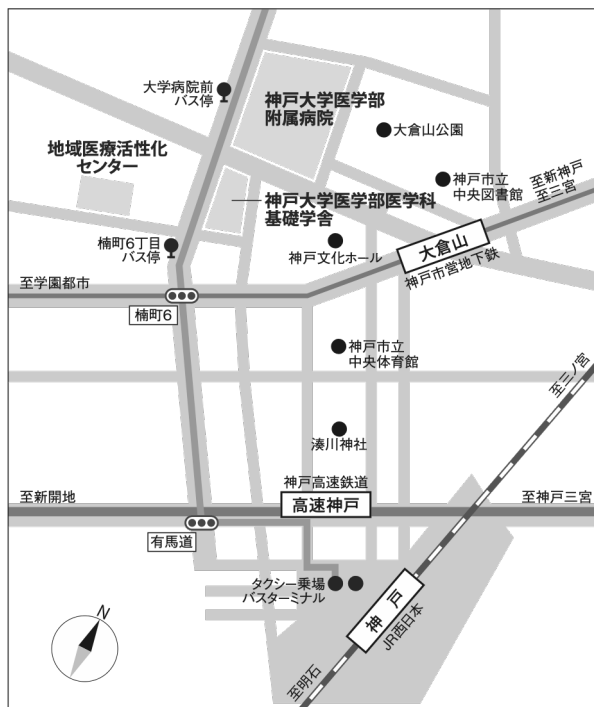 大学病院前
バス停
神戸大学医学部
附属病院
大倉山公園
地域医療活性化
センター
神戸市立
中央図書館
至新神戸
至三宮
神戸大学医学部医学科
基礎学舎
楠町6丁目
バス停
神戸文化ホール
大倉山
神戸市営地下鉄
至学園都市
楠町6
神戸市立
中央体育館
至三ノ宮
湊川神社
神戸高速鉄道
至新開地
高速神戸
至神戸三宮
有馬道
タクシー乗場
バスターミナル
神戸
JR西日本
N
至明石